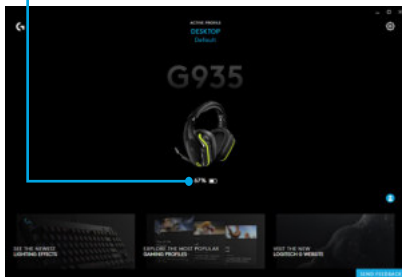 ACTIVE PROFILE
DESKTOP
Default
G935
67%
SEE THE NEWEST
LIGHTING EFFECTS
EXPLORE THE MOST POPULAR
GAMING PROFILES
VISIT THE NEW
LOGITECH G WEBSITE
SEND FEEDBACK